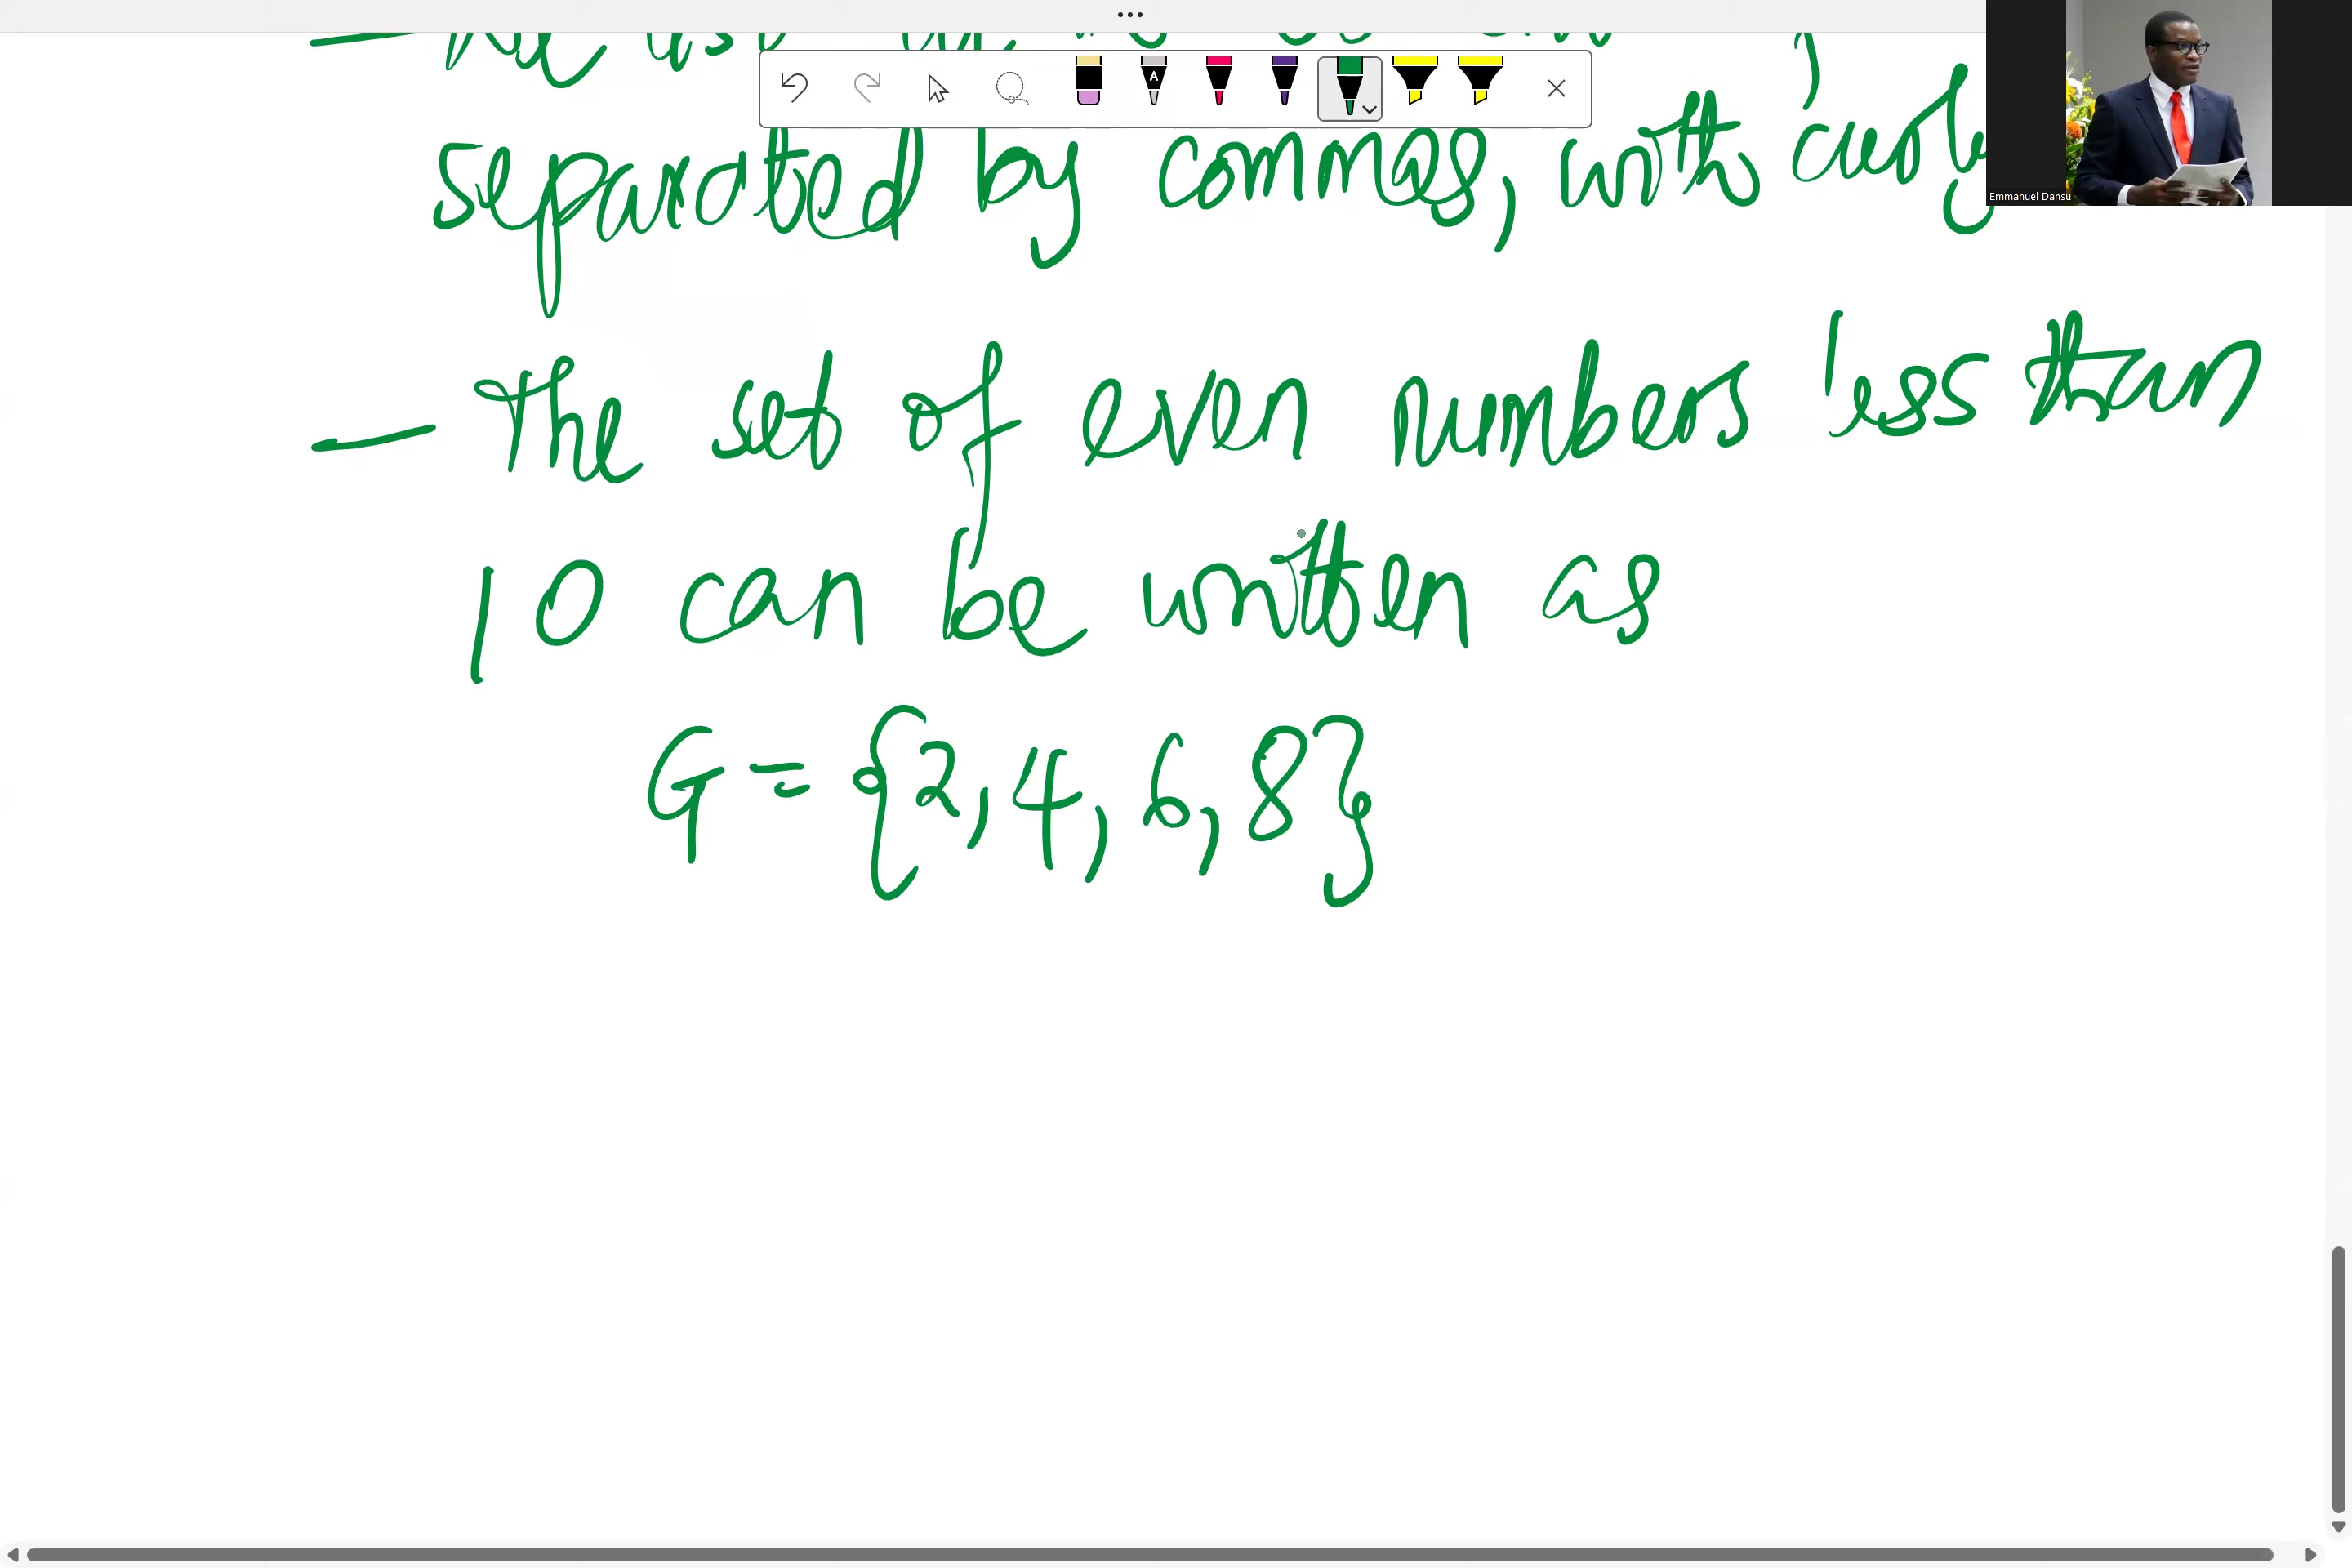 separated by commas, with curly
Emmanuel Dansu
— The set of even numbers less than
10 can be written as
G = {2, 4, 6, 8}